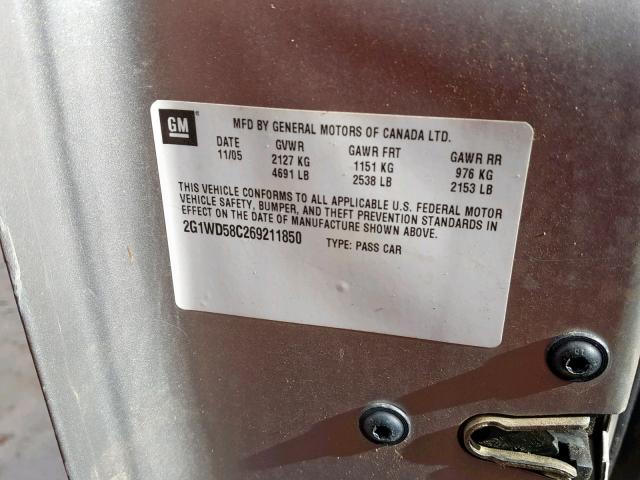 GM
MFD BY GENERAL MOTORS OF CANADA LTD.
DATE GVWR GAWR FRT GAWR RR
11/05 2127 KG 1151 KG 976 KG
4691 LB 2538 LB 2153 LB
THIS VEHICLE CONFORMS TO ALL APPLICABLE U.S. FEDERAL MOTOR
VEHICLE SAFETY, BUMPER, AND THEFT PREVENTION STANDARDS IN
EFFECT ON THE DATE OF MANUFACTURE SHOWN ABOVE.
2G1WD58C269211850 TYPE: PASS CAR